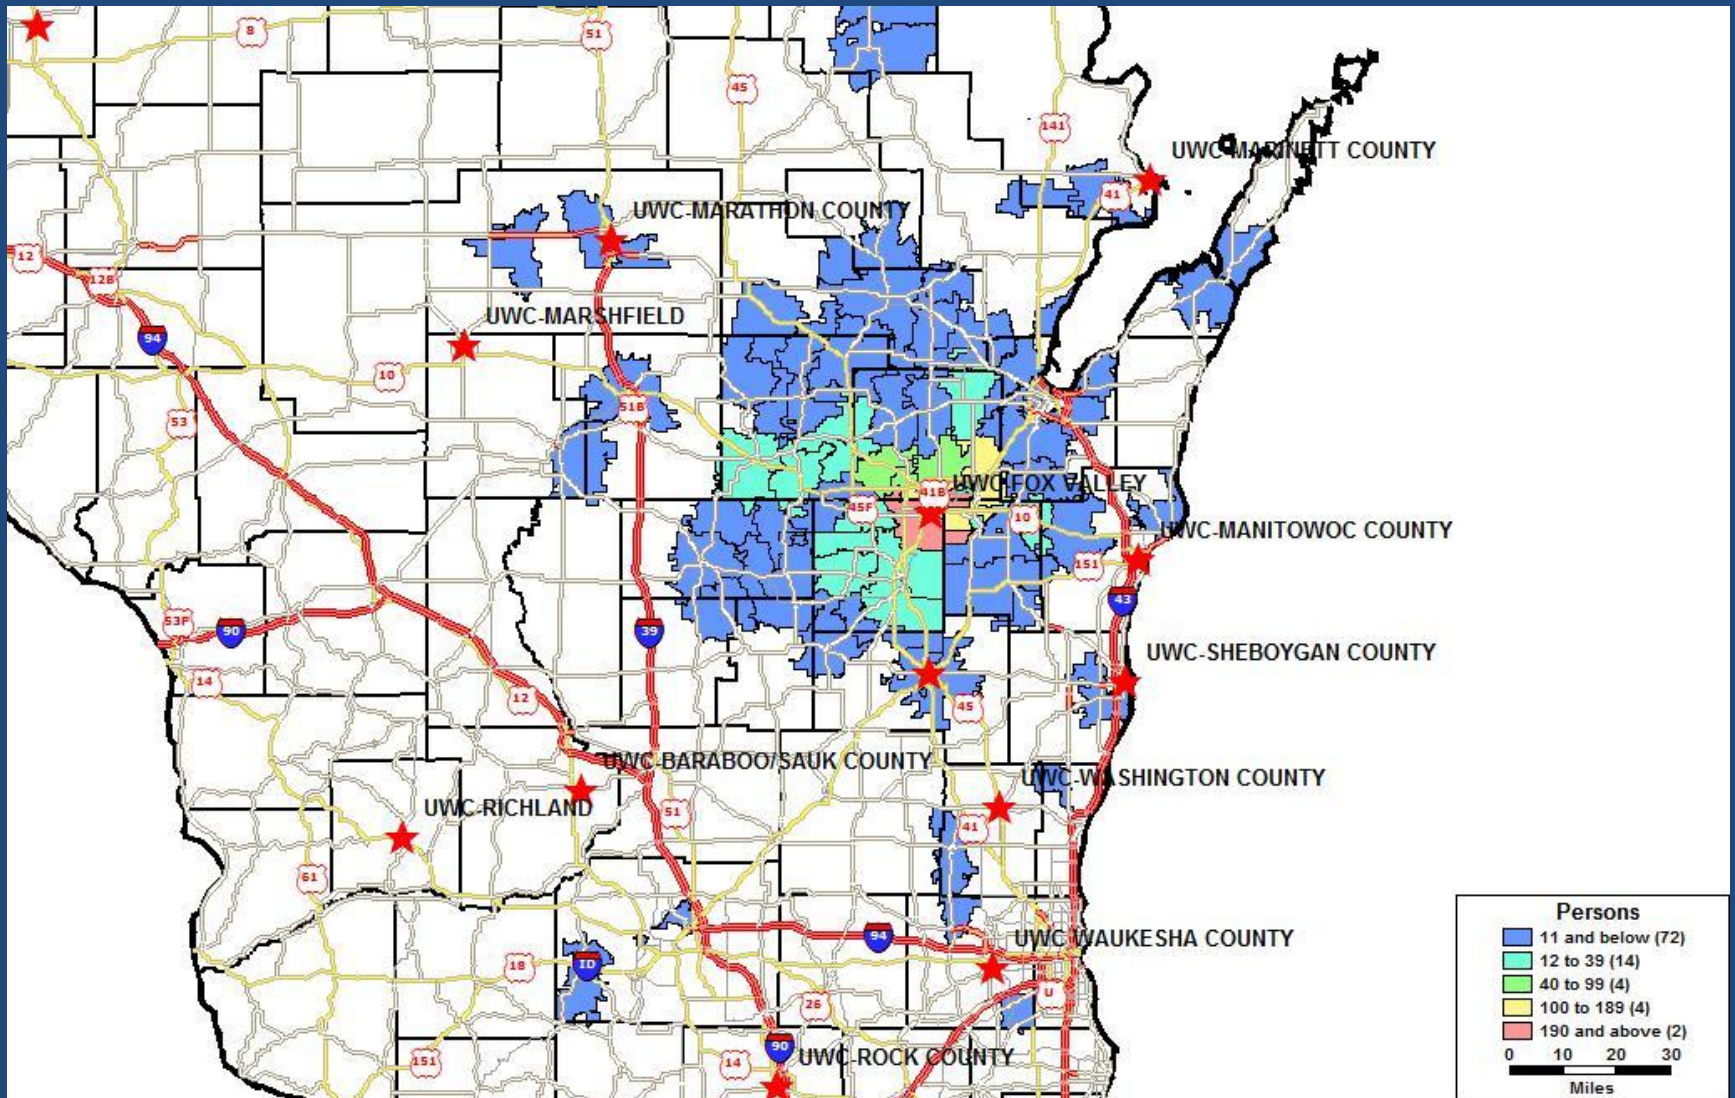 8
51
45
141
UWC-MARINETT COUNTY
41
UWC-MARATHON COUNTY
12
12B
UWC-MARSHFIELD
94
10
53
51B
UWC-FOX VALLEY
41B
45F
10
UWC-MANITOWOC COUNTY
151
43
53F
90
39
UWC-SHEBOYGAN COUNTY
14
12
45
UWC-BARABOO/SAUK COUNTY
UWC-WASHINGTON COUNTY
UWC-RICHLAND
51
41
61
94
UWC WAUKESHA COUNTY
18
ID
U
26
90
UWC-ROCK COUNTY
151
14
Persons
11 and below (72)
12 to 39 (14)
40 to 99 (4)
100 to 189 (4)
190 and above (2)
0 10 20 30
Miles